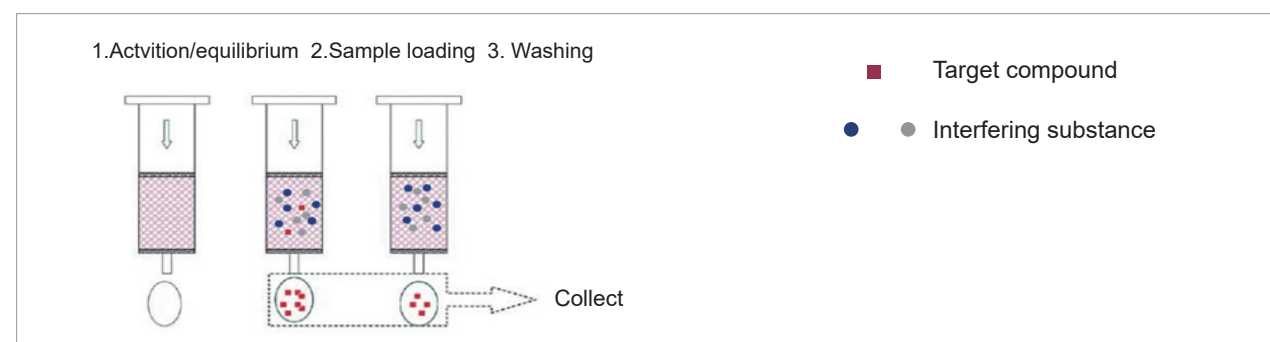 1.Actvition/equilibrium 2.Sample loading 3. Washing
Target compound
Interfering substance
Collect